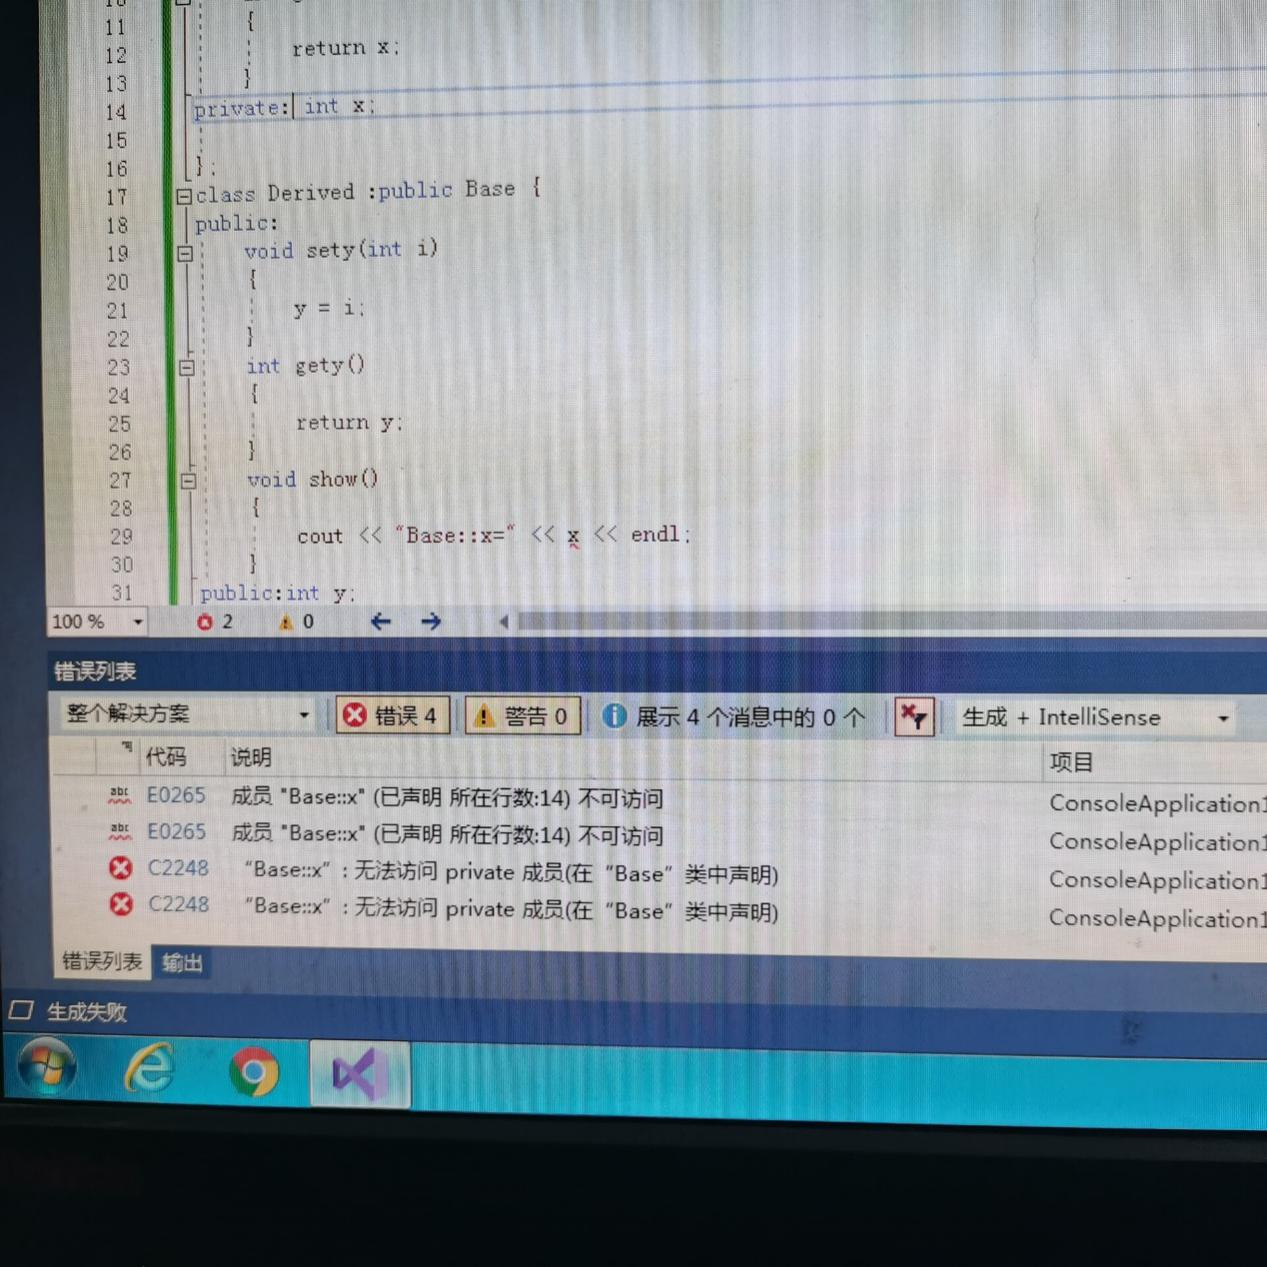 11 {
12 return x;
13 }
14 private: int x;
15
16 };
17 class Derived :public Base {
18 public:
19 void sety(int i)
20 {
21 y = i;
22 }
23 int gety()
24 {
25 return y;
26 }
27 void show()
28 {
29 cout << "Base::x=" << x << endl;
30 }
31 public:int y;
100 % 2 0
错误列表
整个解决方案 错误 4 警告 0 展示 4 个消息中的 0 个 生成 + IntelliSense
代码 说明 项目
abc E0265 成员 "Base::x" (已声明 所在行数:14) 不可访问 ConsoleApplication1
abc E0265 成员 "Base::x" (已声明 所在行数:14) 不可访问 ConsoleApplication1
C2248 “Base::x”: 无法访问 private 成员(在“Base”类中声明) ConsoleApplication1
C2248 “Base::x”: 无法访问 private 成员(在“Base”类中声明) ConsoleApplication1
错误列表 输出
生成失败